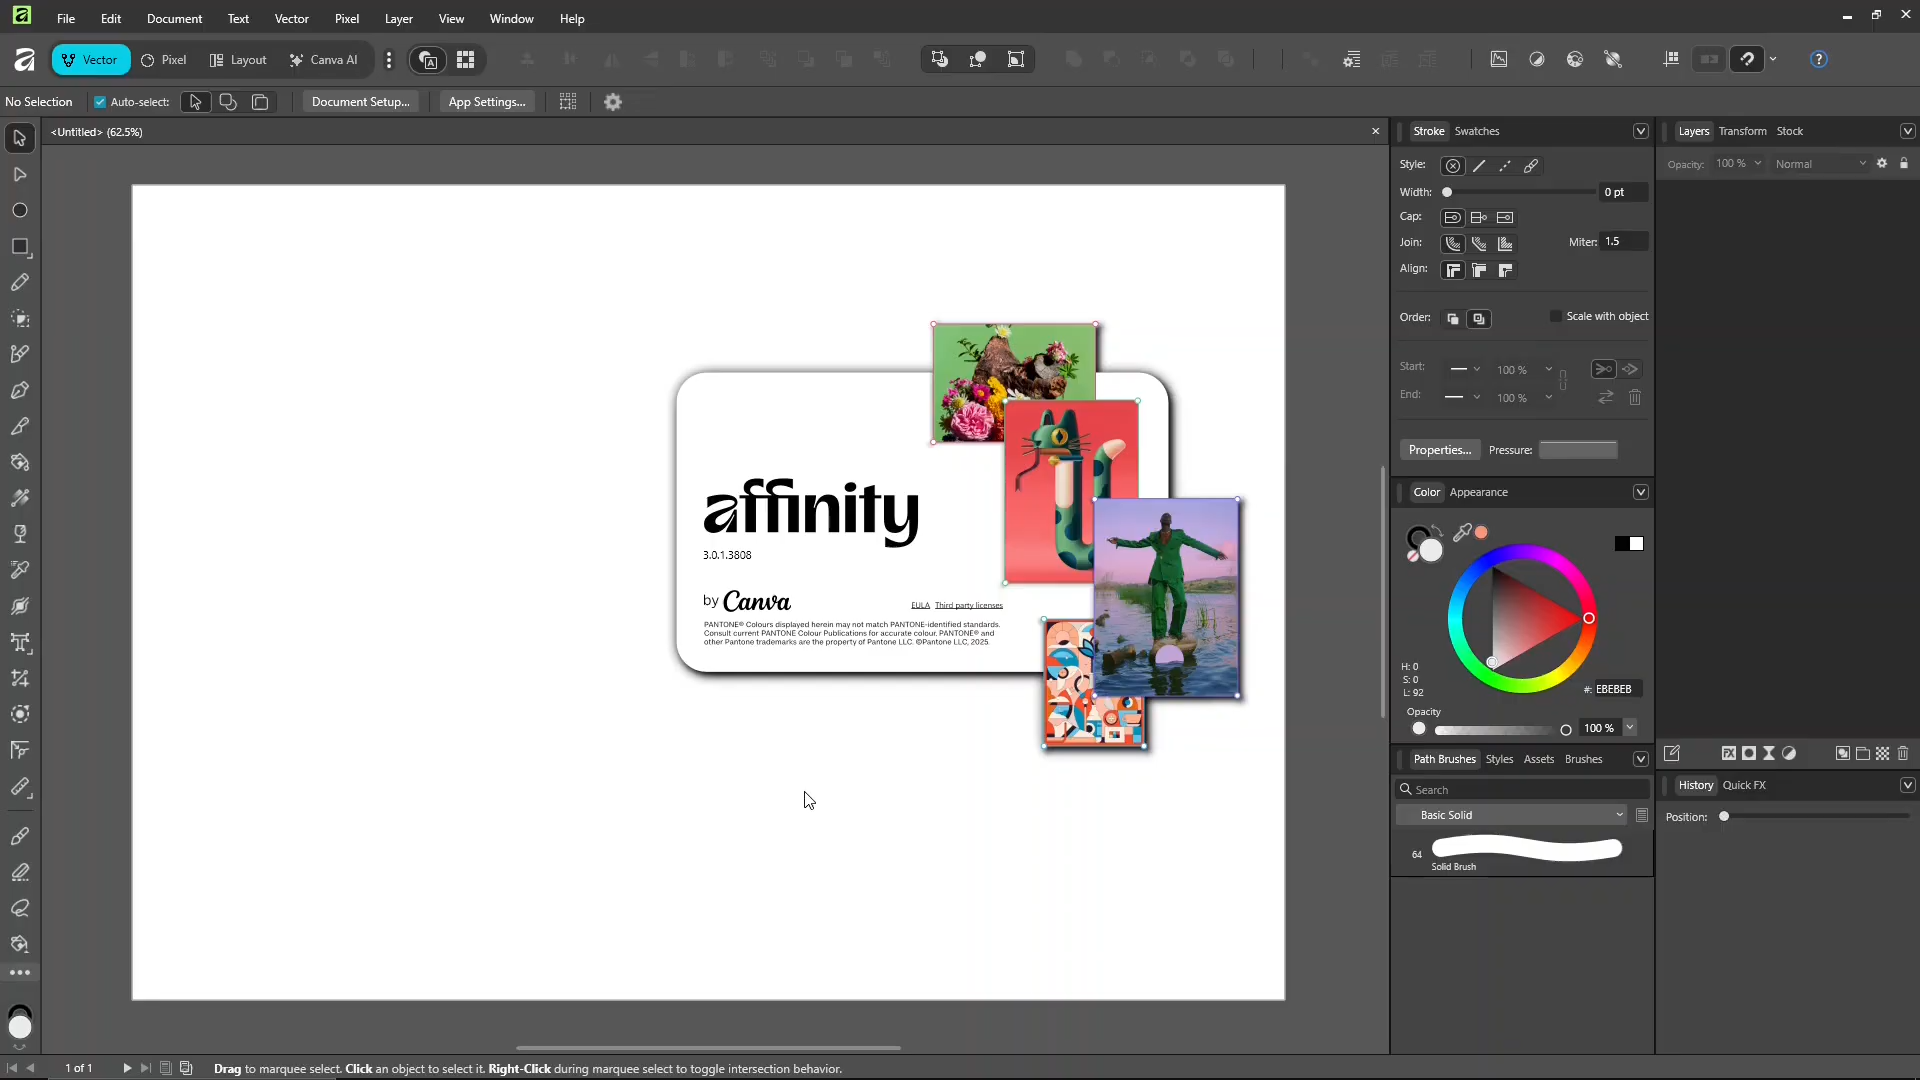 File Edit Document Text Vector Pixel Layer View Window Help
Vector Pixel Layout Canva AI
No Selection Auto-select: Document Setup... App Settings...
<Untitled> (62.5%)
affinity
3.0.1.3808
by Canva
EULA Third party licenses
PANTONE® Colours displayed herein may not match PANTONE-identified standards.
Consult current PANTONE Colour Publications for accurate colour. PANTONE® and
other Pantone trademarks are the property of Pantone LLC. ©Pantone LLC, 2025.
Stroke Swatches
Style:
Width: 0 pt
Cap:
Join: Miter: 1.5
Align:
Order: Scale with object
Start: 100 %
End: 100 %
Properties... Pressure:
Color Appearance
H: 0
S: 0
L: 92
#: EBEBEB
Opacity
100 %
Path Brushes Styles Assets Brushes
Search
Basic Solid
64
Solid Brush
Layers Transform Stock
Opacity: 100 % Normal
History Quick FX
Position:
1 of 1 Drag to marquee select. Click an object to select it. Right-Click during marquee select to toggle intersection behavior.